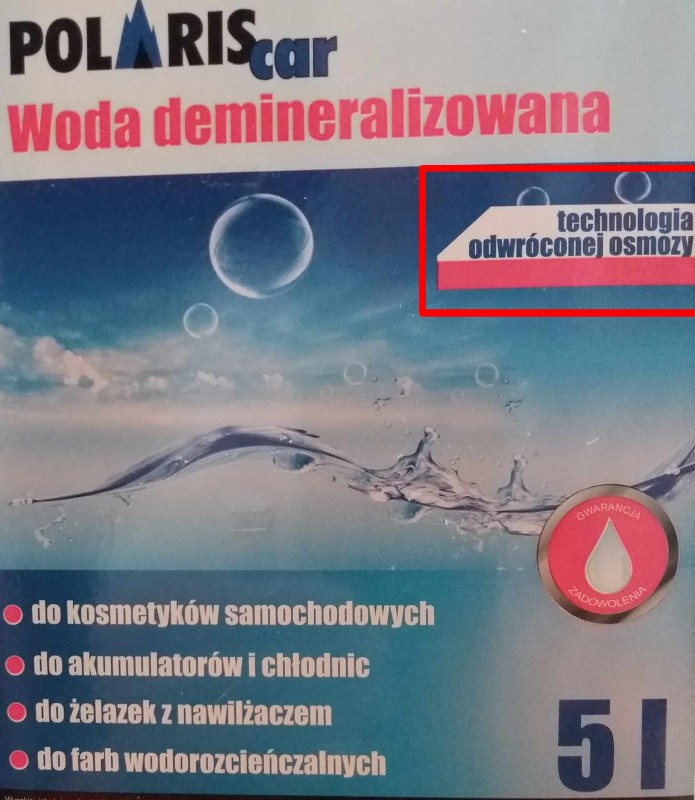 POLARIS car
Woda demineralizowana
technologia
odwróconej osmozy
GWARANCJA
ZADOWOLENIA
do kosmetyków samochodowych
do akumulatorów i chłodnic
do żelazek z nawilżaczem
do farb wodorozcieńczalnych
5 l